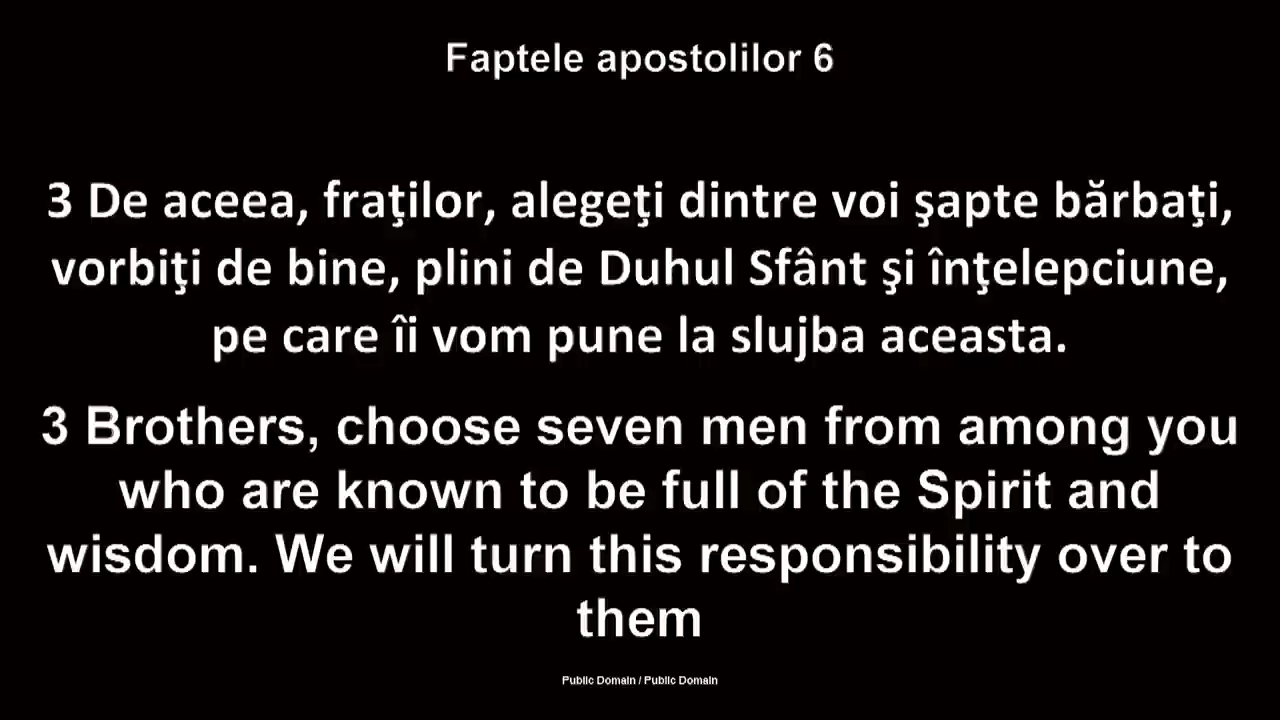 Faptele apostolilor 6
3 De aceea, fraţilor, alegeţi dintre voi şapte bărbaţi,
vorbiţi de bine, plini de Duhul Sfânt şi înţelepciune,
pe care îi vom pune la slujba aceasta.
3 Brothers, choose seven men from among you
who are known to be full of the Spirit and
wisdom. We will turn this responsibility over to
them
Public Domain / Public Domain